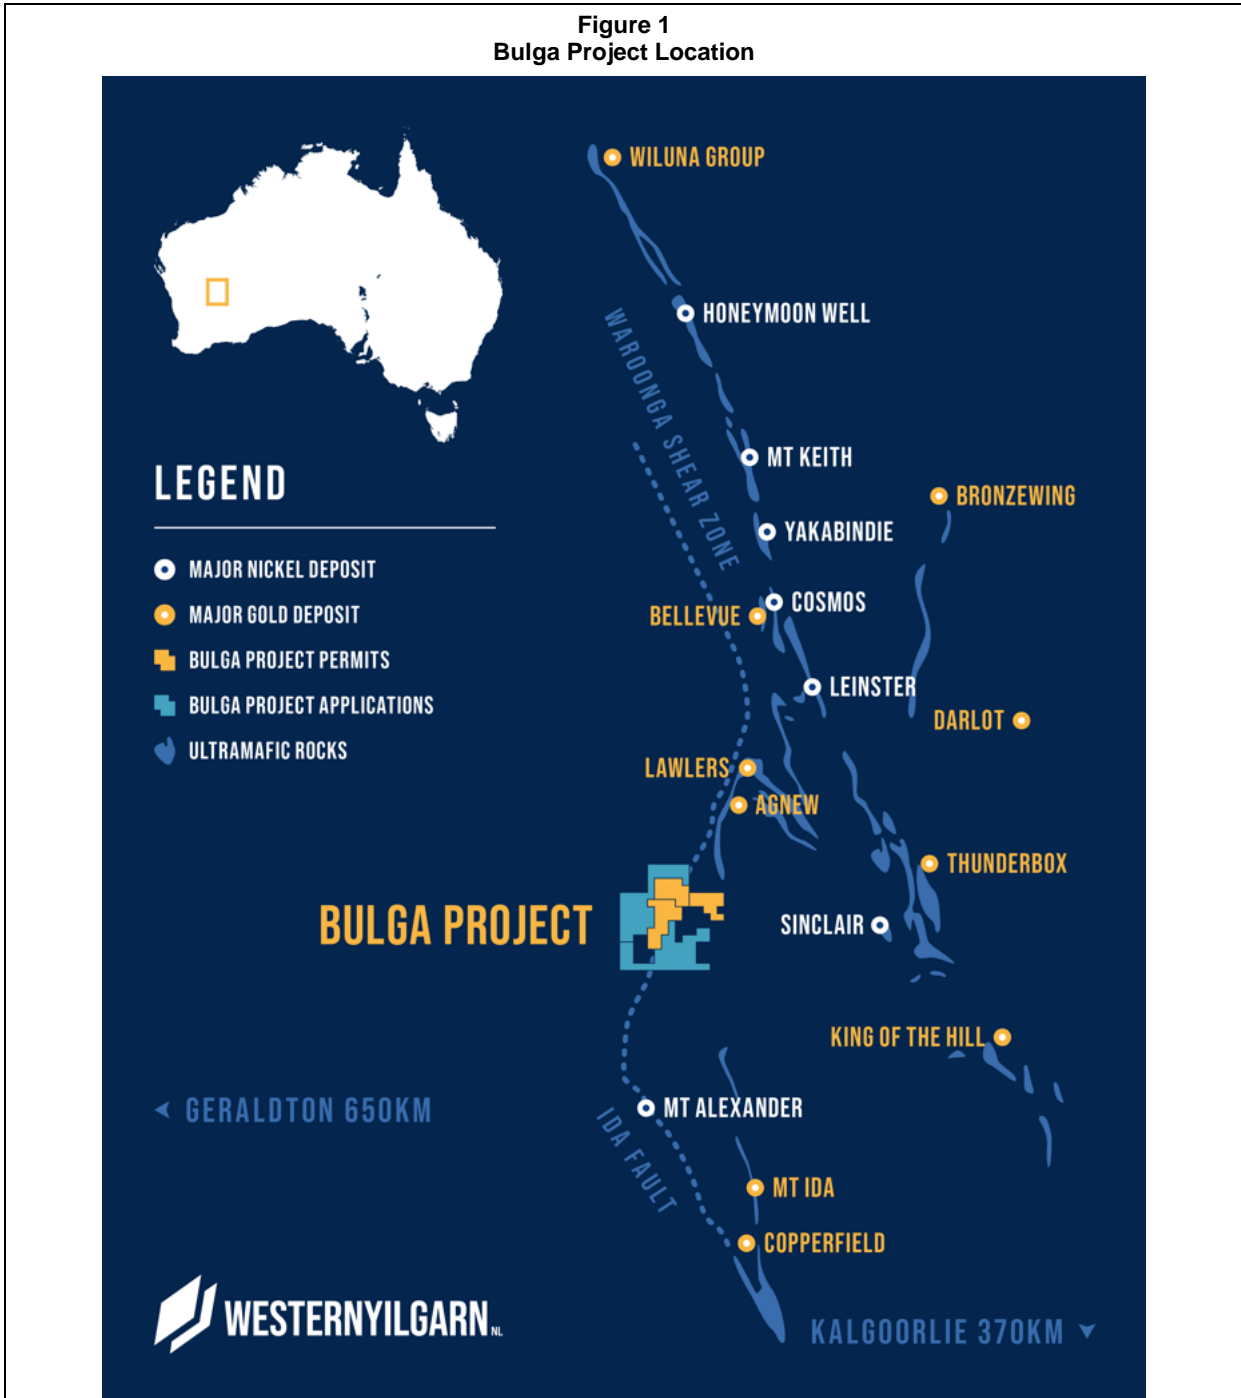 Figure 1
Bulga Project Location
WILUNA GROUP
HONEYMOON WELL
WAROONGA SHEAR ZONE
MT KEITH
LEGEND
BRONZEWING
YAKABINDIE
MAJOR NICKEL DEPOSIT
COSMOS
MAJOR GOLD DEPOSIT
BELLEVUE
BULGA PROJECT PERMITS
LEINSTER
BULGA PROJECT APPLICATIONS
DARLOT
ULTRAMAFIC ROCKS
LAWLERS
AGNEW
THUNDERBOX
BULGA PROJECT
SINCLAIR
KING OF THE HILL
GERALDTON 650KM
MT ALEXANDER
IDA FAULT
MT IDA
COPPERFIELD
WESTERNYILGARN NL
KALGOORLIE 370KM